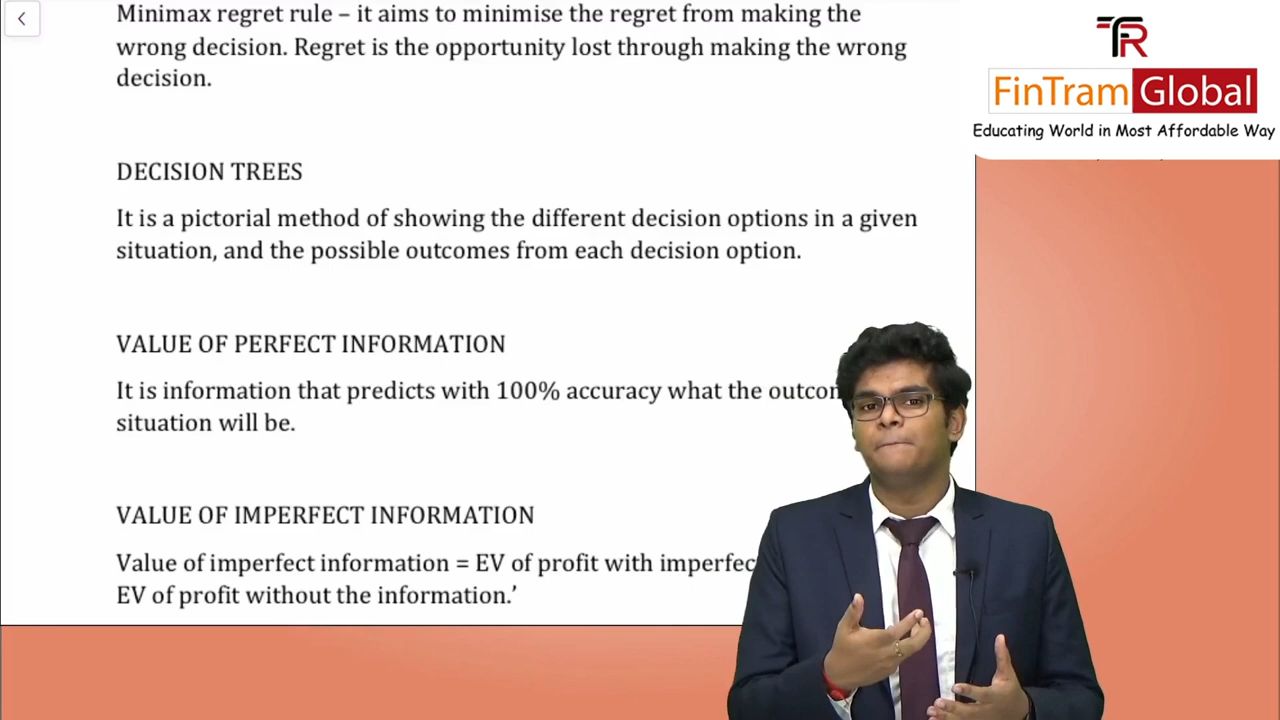 Minimax regret rule – it aims to minimise the regret from making the
wrong decision. Regret is the opportunity lost through making the wrong
decision.
DECISION TREES
It is a pictorial method of showing the different decision options in a given
situation, and the possible outcomes from each decision option.
VALUE OF PERFECT INFORMATION
It is information that predicts with 100% accuracy what the
situation will be.
VALUE OF IMPERFECT INFORMATION
Value of imperfect information = EV of profit with
EV of profit without the information.’
TFR
FinTram Global
Educating World in Most Affordable Way